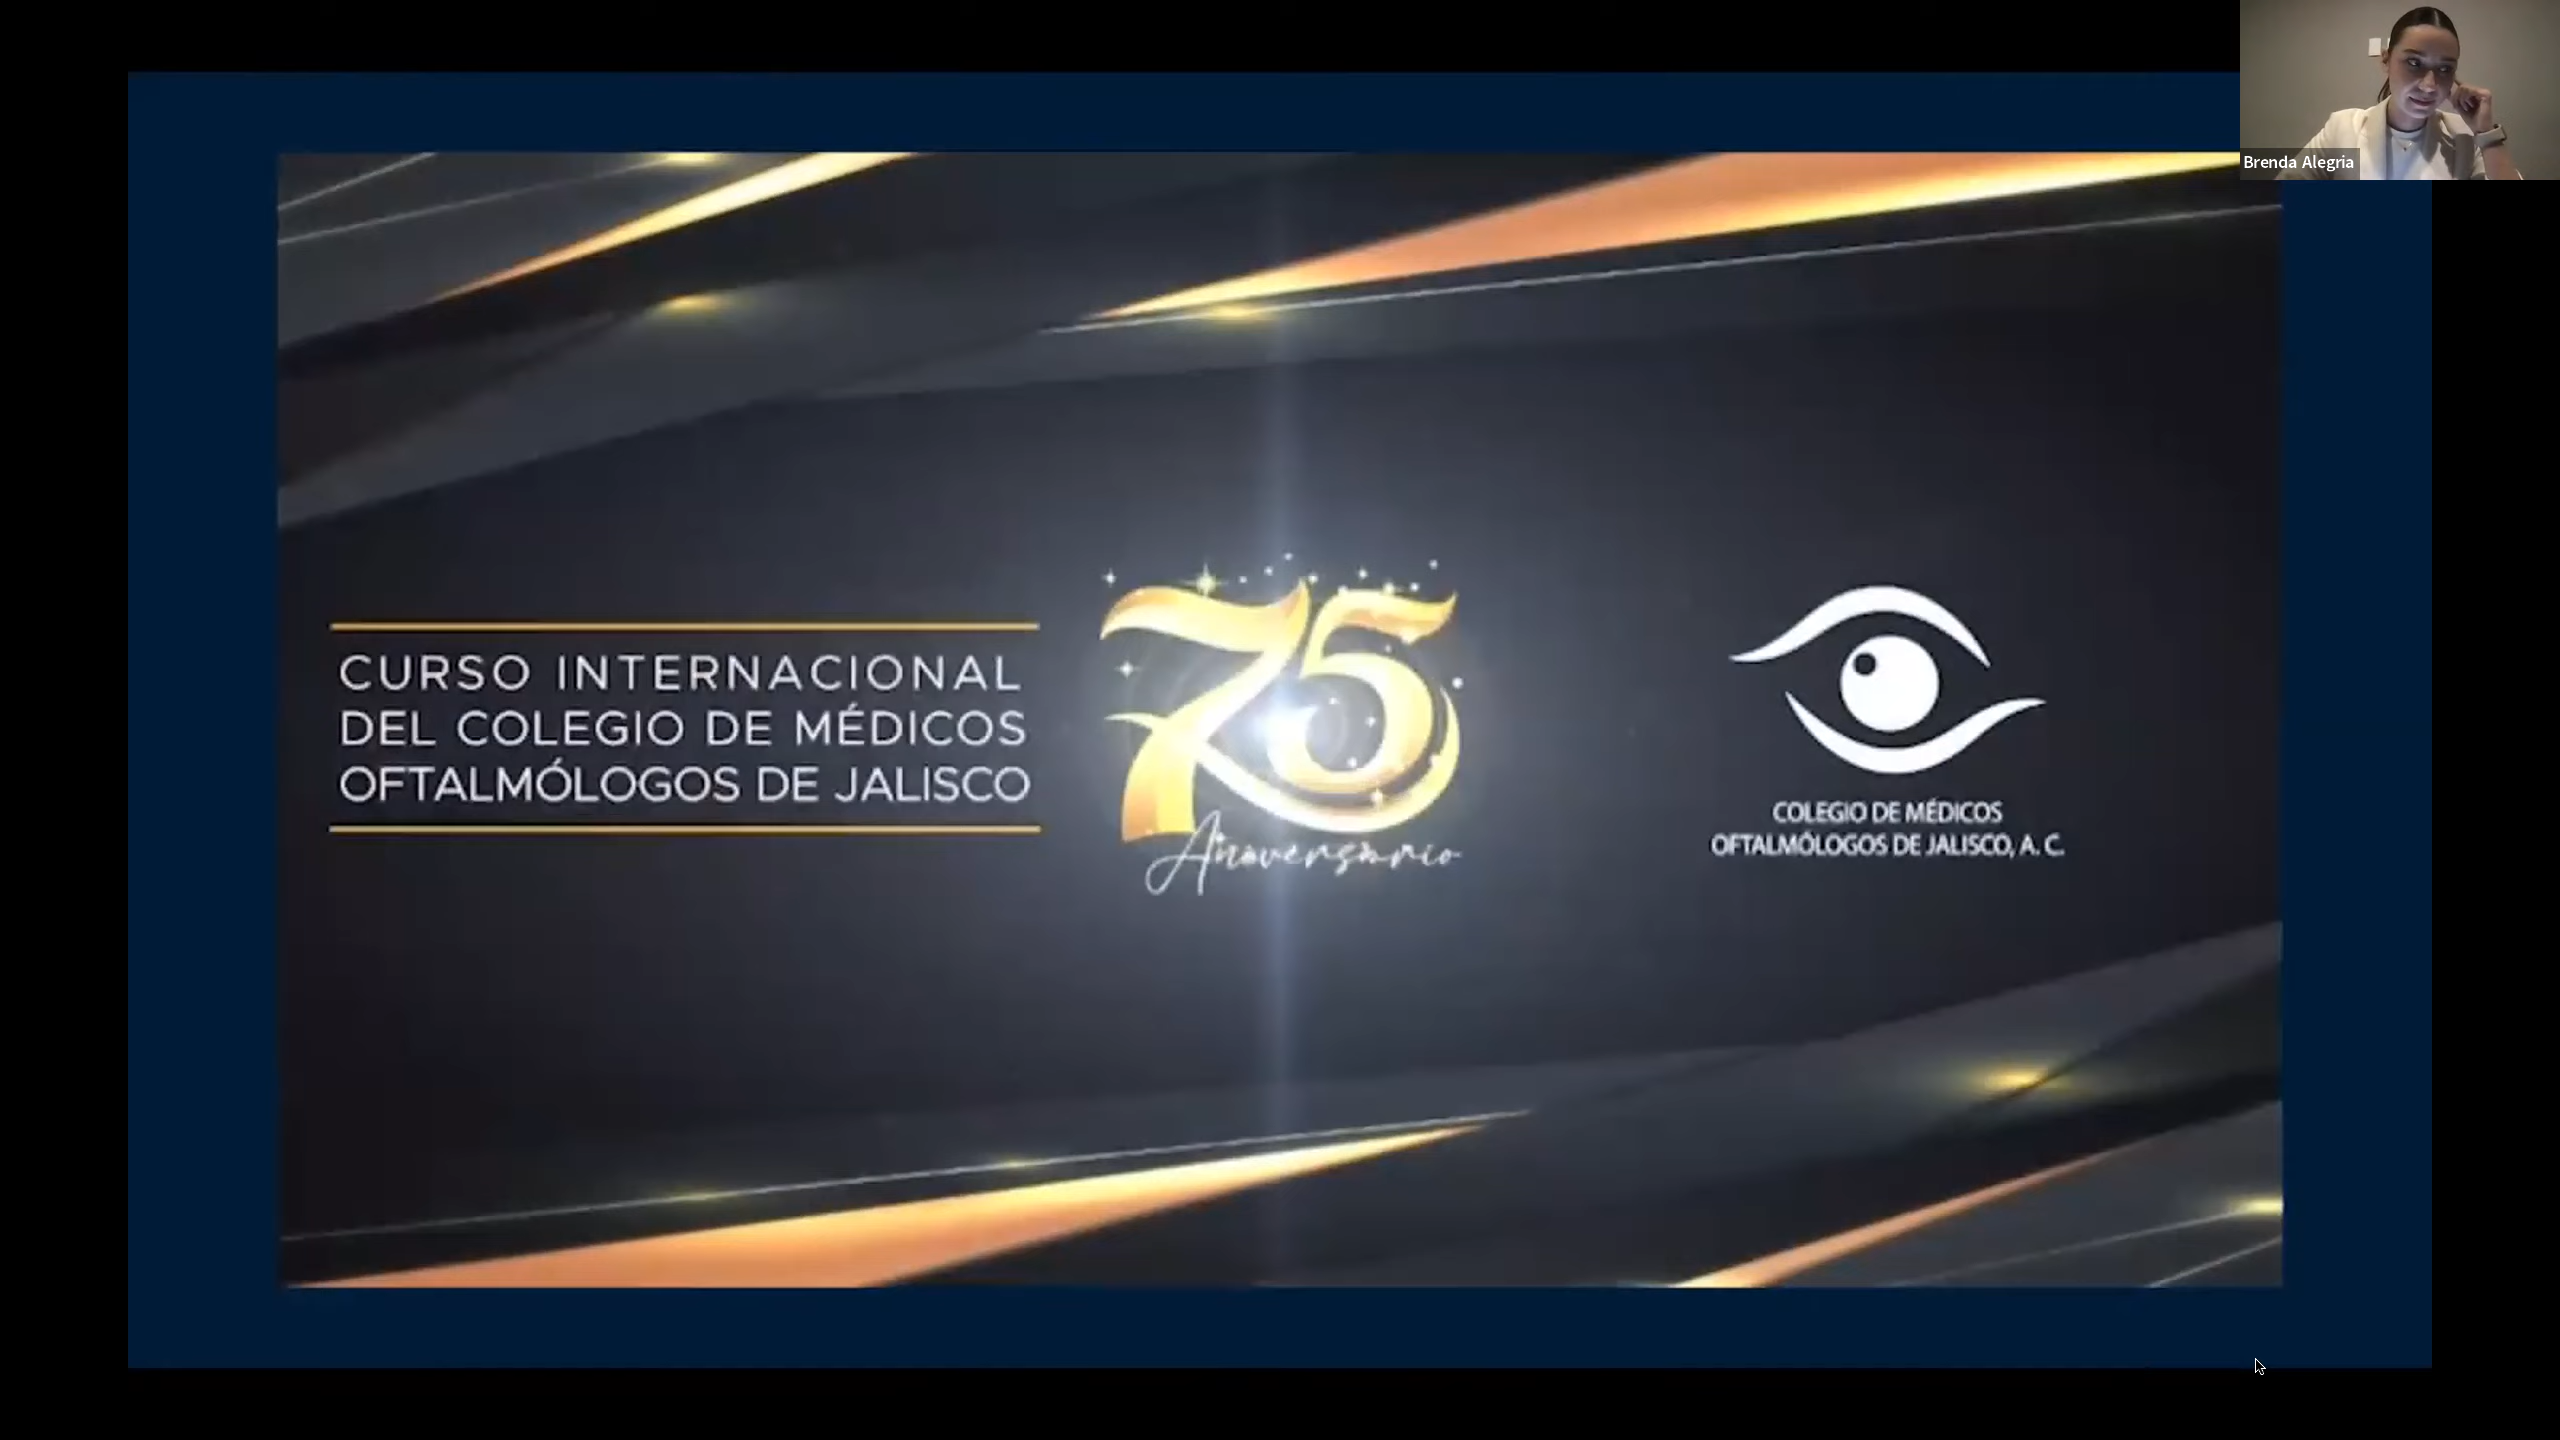 Brenda Alegria
CURSO INTERNACIONAL
DEL COLEGIO DE MÉDICOS
OFTALMÓLOGOS DE JALISCO
75
Aniversario
COLEGIO DE MÉDICOS
OFTALMÓLOGOS DE JALISCO, A. C.